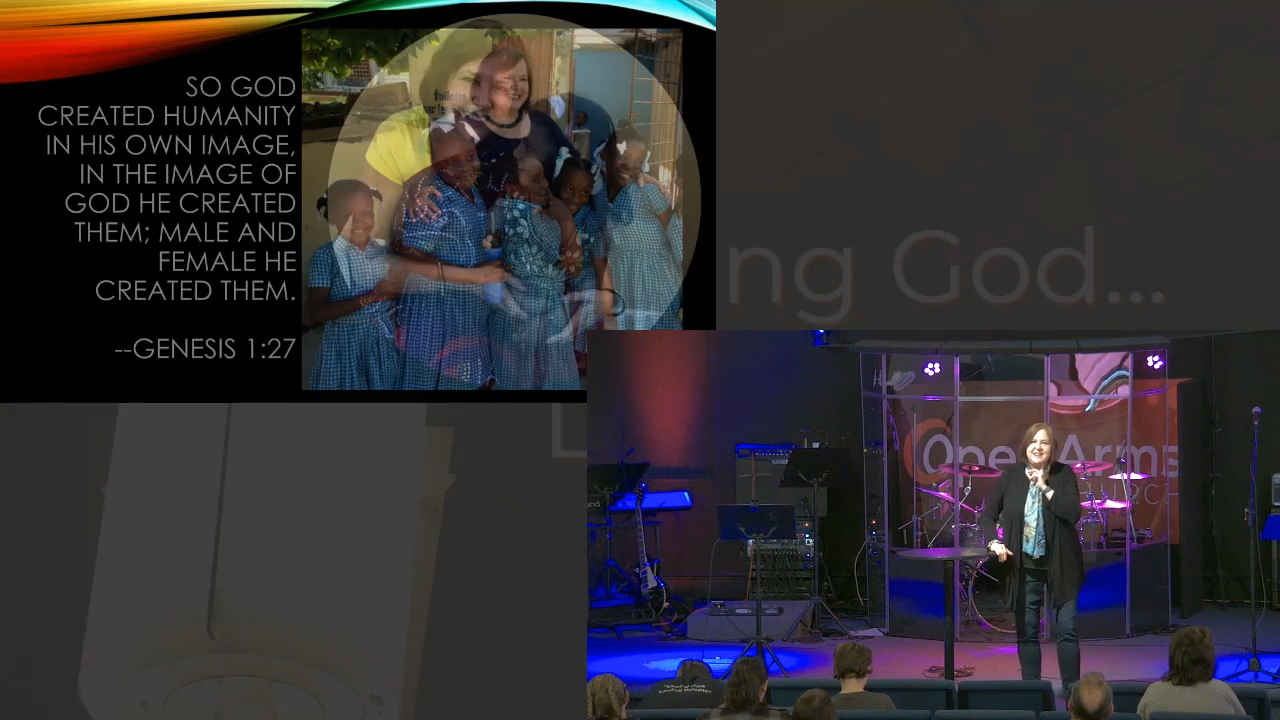 SO GOD
CREATED HUMANITY
IN HIS OWN IMAGE,
IN THE IMAGE OF
GOD HE CREATED
THEM; MALE AND
FEMALE HE
CREATED THEM.
--GENESIS 1:27
ng God...
Open Arms
CHURCH